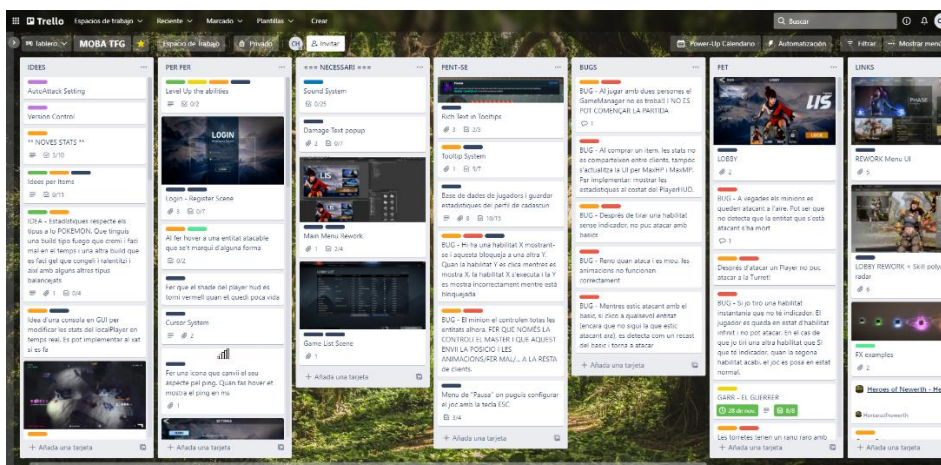 Trello
Espacios de trabajo
Reciente
Marcado
Plantillas
Crear
Buscar
Tablero
MOBA TFG
Espacio de trabajo
Privado
CH
Invitar
Power-Up Calendario
Automatización
Filtrar
Mostrar menú
IDEES
AutoAttack Setting
Version Control
** NOVES STATS **
3/10
Idees per Items
0/11
IDEA - Estadístiques respecte els
tipus a lo POKEMON. Que tinguis
una build tipo fuego que cremi i faci
mal en el temps i una altra build que
es faci gel que congeli i ralentitzi i
així amb alguns altres tipus
balancejats
1
0/4
Idea d'una consola en GUI per
modificar les stats del localPlayer en
temps real. Es pot implementar al xat
si es fa
+ Añada una tarjeta
PER FER
Level Up the abilities
0/2
LOGIN
Login - Register Scene
3
0/7
Al fer hover a una entitat atacable
que se'l marqui d'alguna forma
0/2
Fer que el shade del player hud es
torni vermell quan et quedi poca vida
Cursor System
2
Fer una icona que canvii el seu
aspecte pel ping. Quan fas hover et
mostra el ping en ms
1
+ Añada una tarjeta
=== NECESSARI ===
Sound System
0/25
Damage Text popup
2
0/7
LIS
Main Menu Rework
1
2/4
Game List Scene
1
+ Añada una tarjeta
FENT-SE
Rich Text in Tooltips
3
2/3
Tooltip System
1
5/7
Base de dades de jugadors i guardar
estadístiques del perfil de cadascun
8
10/15
BUG - Hi ha una habilitat X mostrant-
se i aquesta bloqueja a una altra Y.
Quan la habilitat Y es clica mentres es
mostra X, la habilitat X s'executa i la Y
es mostra incorrectament mentre està
bloquejada
BUG - El minion el controlen totes les
entitats alhora. FER QUE NOMÉS LA
CONTROLI EL MASTER I QUE AQUEST
ENVII LA POSICIO I LES
ANIMACIONS/FER MAL/... A LA RESTA
de clients.
Menu de "Pausa" on puguis configurar
el joc amb la tecla ESC
3/4
+ Añada una tarjeta
BUGS
BUG - Al jugar amb dues persones el
GameManager no es troba!! I NO ES
POT COMENÇAR LA PARTIDA
1
BUG - Al comprar un item, les stats no
es comparteixen entre clients, tampoc
s'actualitza la UI per MaxHP i MaxMP.
Per implementar: mostrar les
estadístiques al costat del PlayerHUD.
BUG - Després de tirar una habilitat
sense indicador, no puc atacar amb
basics
BUG - Reno quan ataca i es mou, les
animacions no funcionen
correctament
BUG - Mentres estic atacant amb el
basic, si clico a qualsevol entitat
(encara que no sigui la que estic
atacant ara), es detecta com un recast
del basic i torna a atacar
+ Añada una tarjeta
FET
LOBBY
LIS
LOBBY
2
BUG - A vegades els minions es
queden atacant a l'aire. Pot ser que
no detecta que la entitat que s'està
atacant s'ha mort
1
Després d'atacar un Player no puc
atacar a la Turret!
BUG - Si jo tiro una habilitat
instantania que no té indicador. El
jugador es queda en estat d'habilitat
infinit i no pot atacar. En el cas de
que jo tiri una altra habilitat que SI
que té indicador, quan la segona
habilitat acabi, el joc es posa en estat
normal.
GARR - EL GUERRER
28 de nov.
8/8
Les torretes tenen un rang raro amb
+ Añada una tarjeta
LINKS
PHASE
REWORK Menu UI
5
LOBBY REWORK + Skill poly
radar
6
FX examples
2
Heroes of Newerth - He
Heroesofnewerth
+ Añada una tarjeta